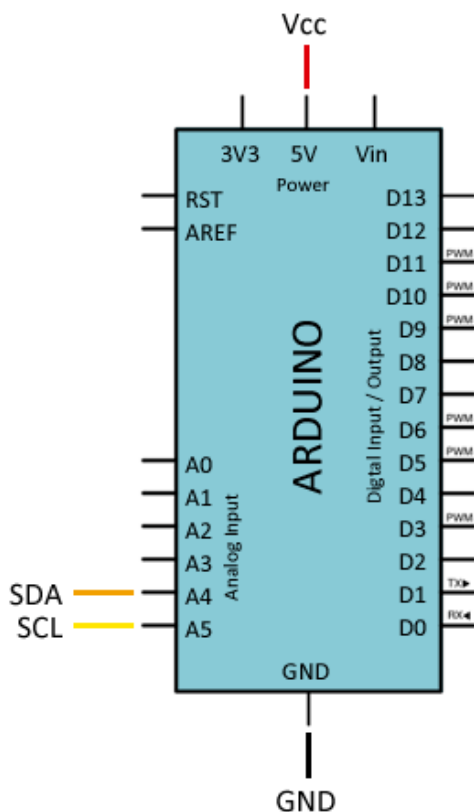 Vcc
3V3 5V Vin
Power
RST D13
AREF D12
D11 PWM
D10 PWM
D9 PWM
D8
D7
D6 PWM
A0 D5 PWM
A1 D4
A2 D3 PWM
A3 D2
SDA A4 D1 TX▶
SCL A5 D0 RX◀
ARDUINO
Digtal Input / Output
Analog Input
GND
GND